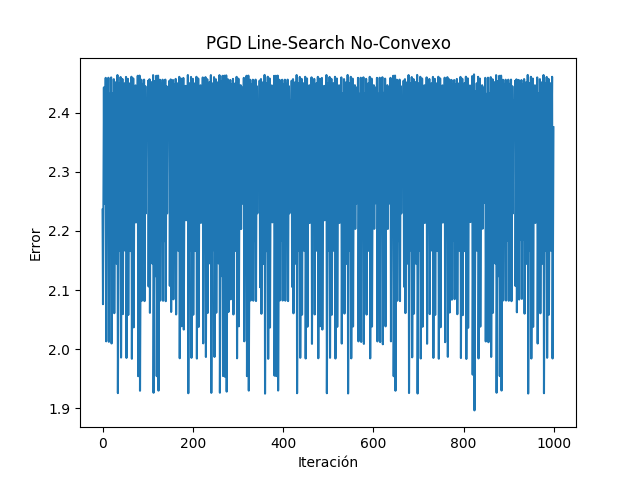 PGD Line-Search No-Convexo
Error
2.4
2.3
2.2
2.1
2.0
1.9
0 200 400 600 800 1000
Iteración